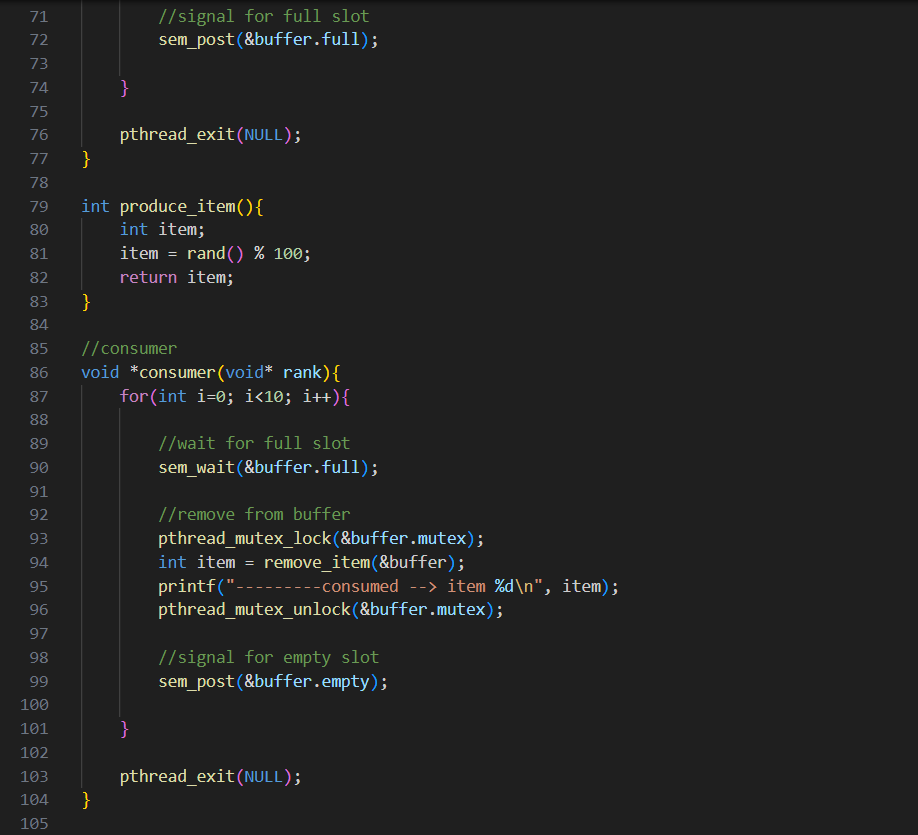 71 //signal for full slot
72 sem_post(&buffer.full);
73
74 }
75
76 pthread_exit(NULL);
77 }
78
79 int produce_item(){
80 int item;
81 item = rand() % 100;
82 return item;
83 }
84
85 //consumer
86 void *consumer(void* rank){
87 for(int i=0; i<10; i++){
88
89 //wait for full slot
90 sem_wait(&buffer.full);
91
92 //remove from buffer
93 pthread_mutex_lock(&buffer.mutex);
94 int item = remove_item(&buffer);
95 printf("---------consumed --> item %d\n", item);
96 pthread_mutex_unlock(&buffer.mutex);
97
98 //signal for empty slot
99 sem_post(&buffer.empty);
100
101 }
102
103 pthread_exit(NULL);
104 }
105